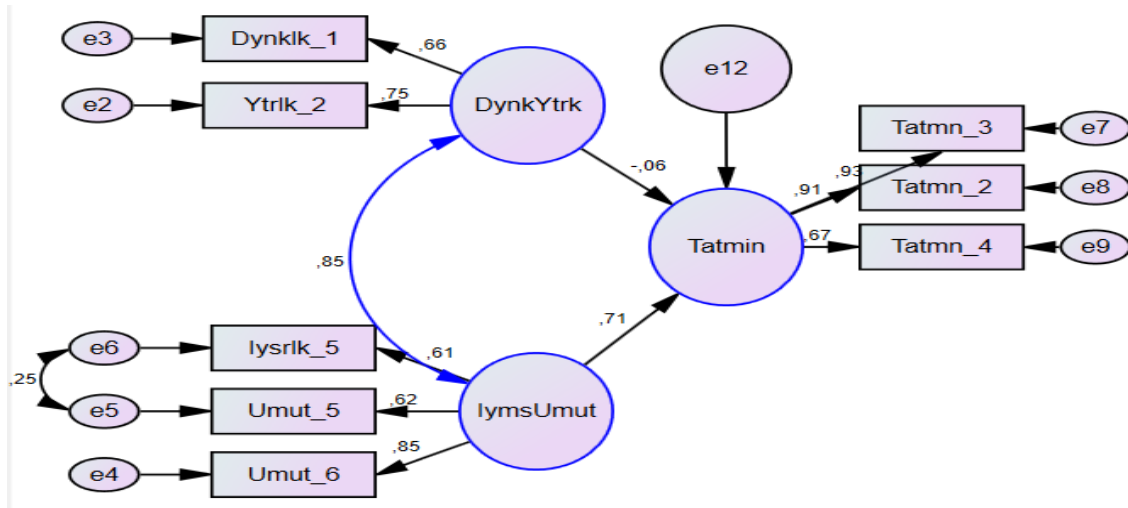 e3
Dynklk_1
,66
e2
Ytrlk_2
,75
DynkYtrk
e12
-,06
Tatmn_3
e7
,93
,91
Tatmn_2
e8
Tatmin
,67
Tatmn_4
e9
,85
,71
e6
Iysrlk_5
,61
,25
e5
Umut_5
,62
IymsUmut
e4
Umut_6
,85